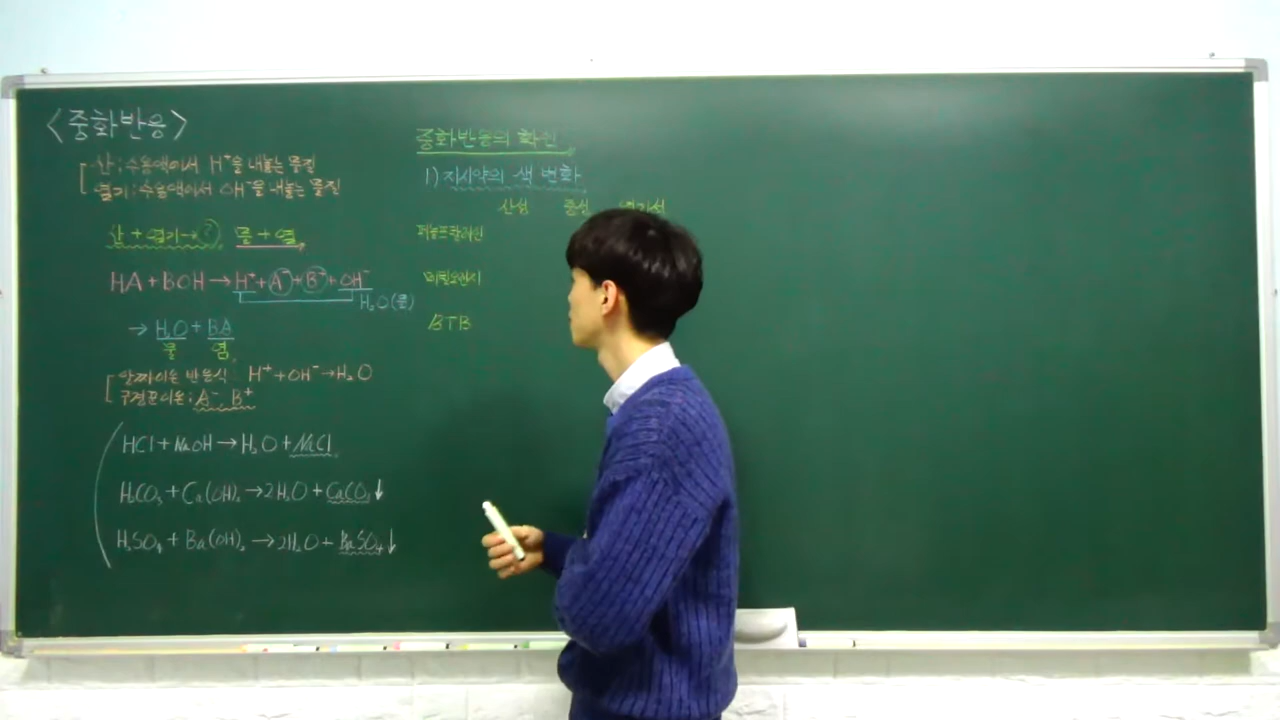 <중화반응>
산 : 수용액에서 H⁺을 내놓는 물질
염기 : 수용액에서 OH⁻을 내놓는 물질
산 + 염기 → ? 물 + 염
HA + BOH → H⁺ + A⁻ + B⁻ + OH⁻
H₂O (물)
→ H₂O + BA
물 염
알짜이온 반응식 : H⁺ + OH⁻ → H₂O
구경꾼이온 : A⁻, B⁺
HCl + NaOH → H₂O + NaCl
H₂CO₃ + Ca(OH)₂ → 2H₂O + CaCO₃↓
H₂SO₄ + Ba(OH)₂ → 2H₂O + BaSO₄↓
중화반응의 확인
1) 지시약의 색 변화
산성 중성 염기성
페놀프탈레인
메틸오렌지
BTB